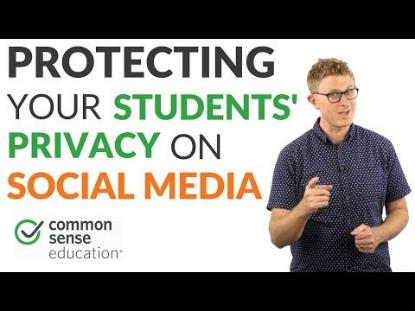 PROTECTING
YOUR STUDENTS'
PRIVACY ON
SOCIAL MEDIA
common
sense
education®